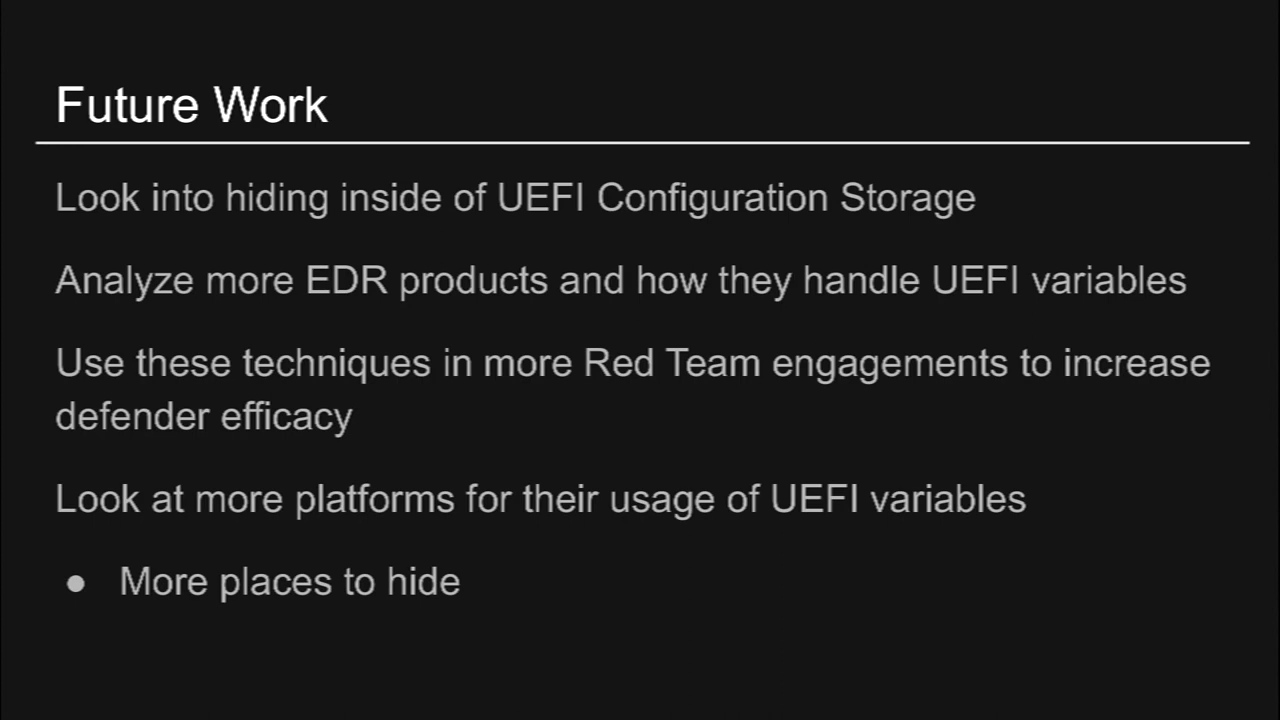 Future Work
Look into hiding inside of UEFI Configuration Storage
Analyze more EDR products and how they handle UEFI variables
Use these techniques in more Red Team engagements to increase
defender efficacy
Look at more platforms for their usage of UEFI variables
● More places to hide